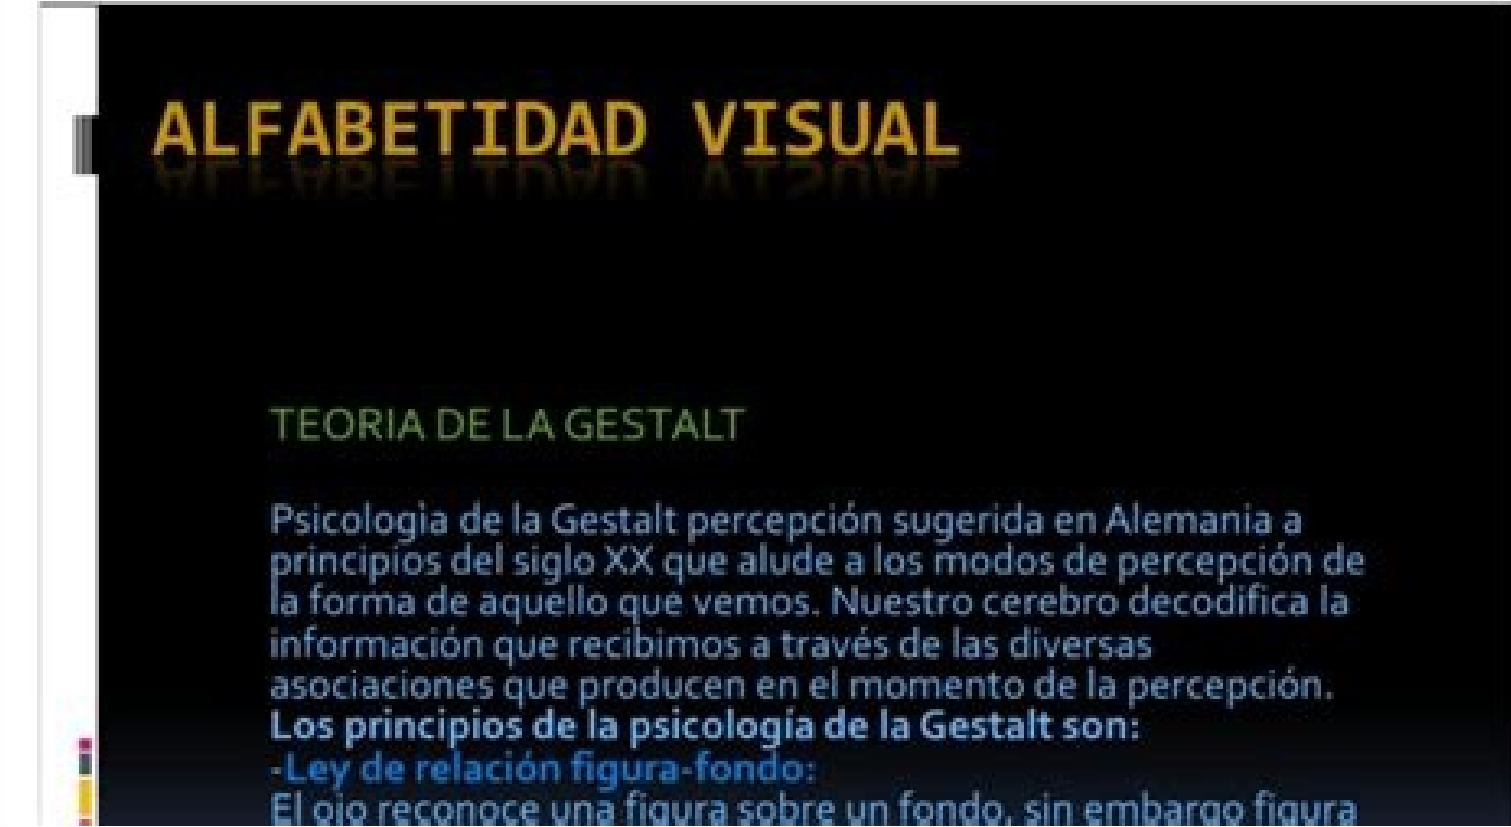 ALFABETIDAD VISUAL
TEORIA DE LA GESTALT
Psicología de la Gestalt percepción sugerida en Alemania a
principios del siglo XX que alude a los modos de percepción de
la forma de aquello que vemos. Nuestro cerebro decodifica la
información que recibimos a través de las diversas
asociaciones que producen en el momento de la percepción.
Los principios de la psicología de la Gestalt son:
-Ley de relación figura-fondo:
El ojo reconoce una figura sobre un fondo, sin embargo figura